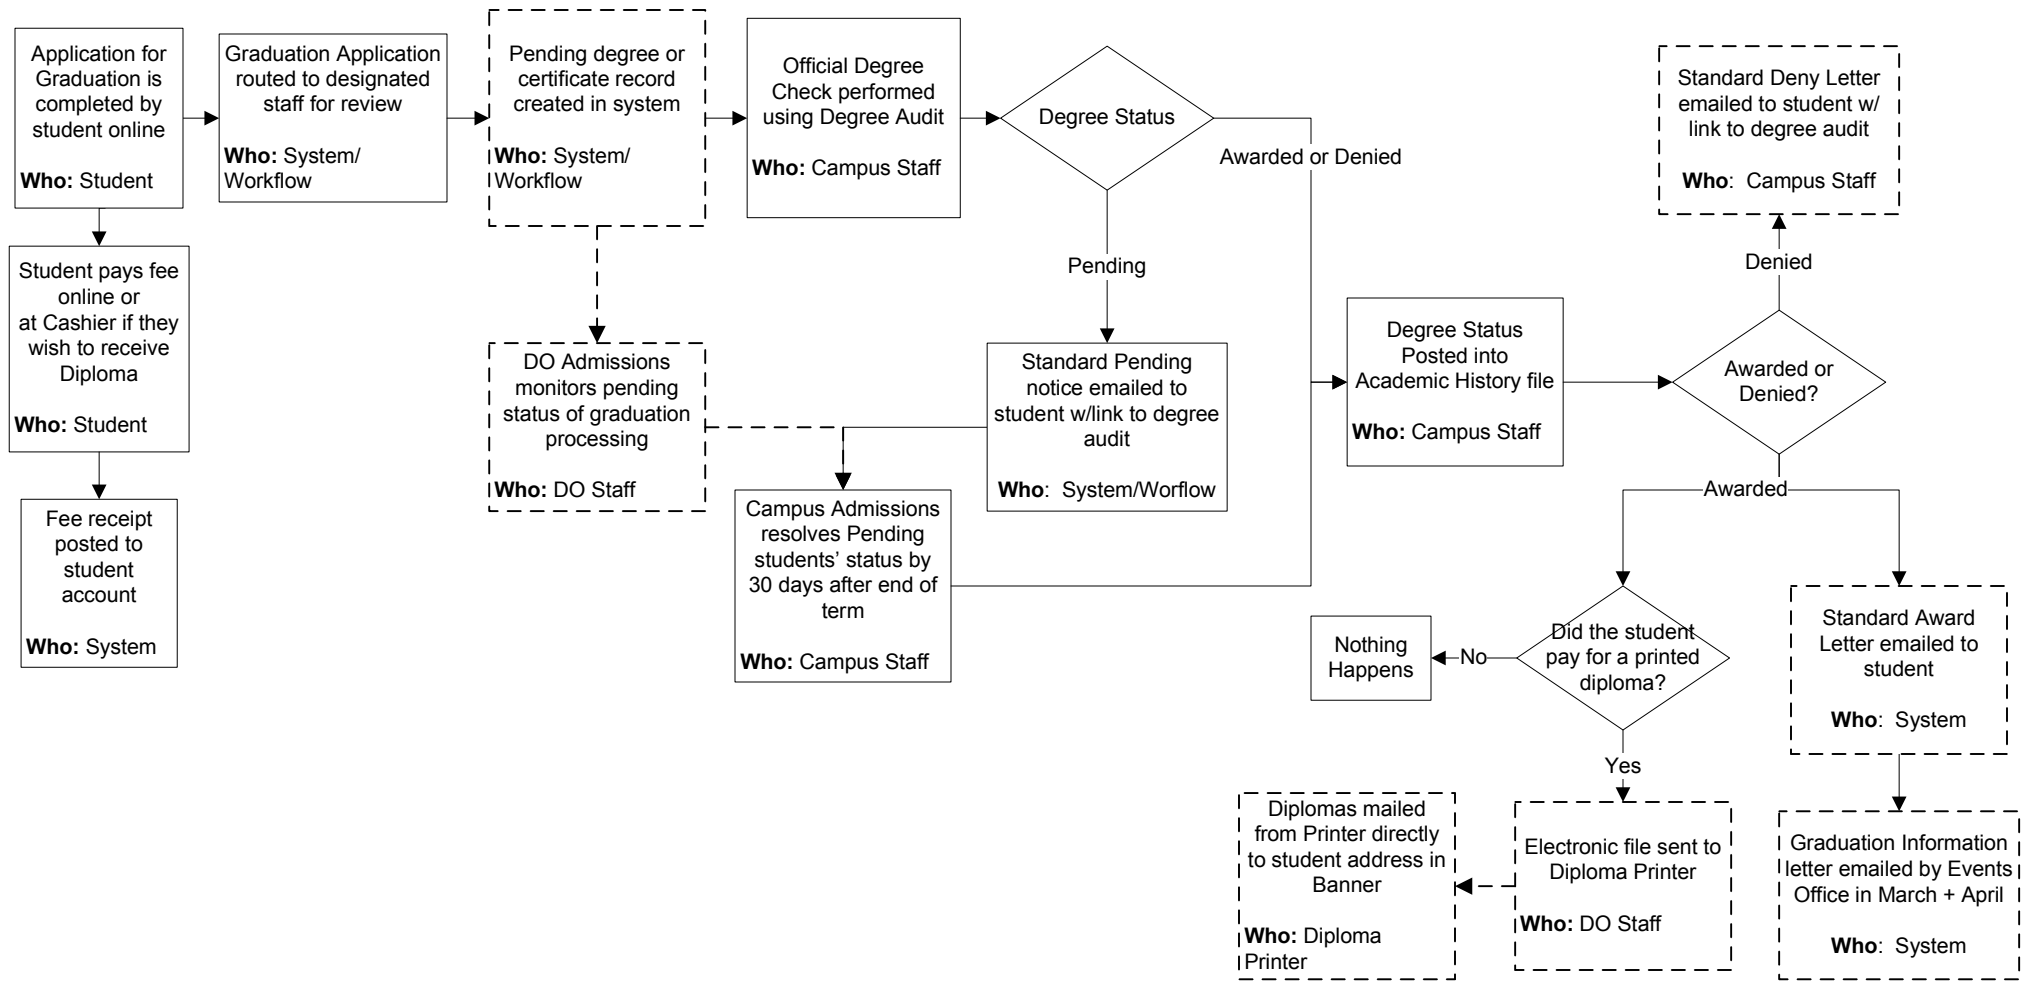 Application for
Graduation is
completed by
student online
Who: Student
Graduation Application
routed to designated
staff for review
Who: System/
Workflow
Pending degree or
certificate record
created in system
Who: System/
Workflow
Official Degree
Check performed
using Degree Audit
Who: Campus Staff
Degree Status
Awarded or Denied
Pending
Standard Deny Letter
emailed to student w/
link to degree audit
Who: Campus Staff
Denied
Student pays fee
online or
at Cashier if they
wish to receive
Diploma
Who: Student
DO Admissions
monitors pending
status of graduation
processing
Who: DO Staff
Standard Pending
notice emailed to
student w/link to degree
audit
Who: System/Worflow
Degree Status
Posted into
Academic History file
Who: Campus Staff
Awarded or
Denied?
Awarded
Fee receipt
posted to
student
account
Who: System
Campus Admissions
resolves Pending
students’ status by
30 days after end of
term
Who: Campus Staff
Nothing
Happens
No
Did the student
pay for a printed
diploma?
Yes
Standard Award
Letter emailed to
student
Who: System
Diplomas mailed
from Printer directly
to student address in
Banner
Who: Diploma
Printer
Electronic file sent to
Diploma Printer
Who: DO Staff
Graduation Information
letter emailed by Events
Office in March + April
Who: System